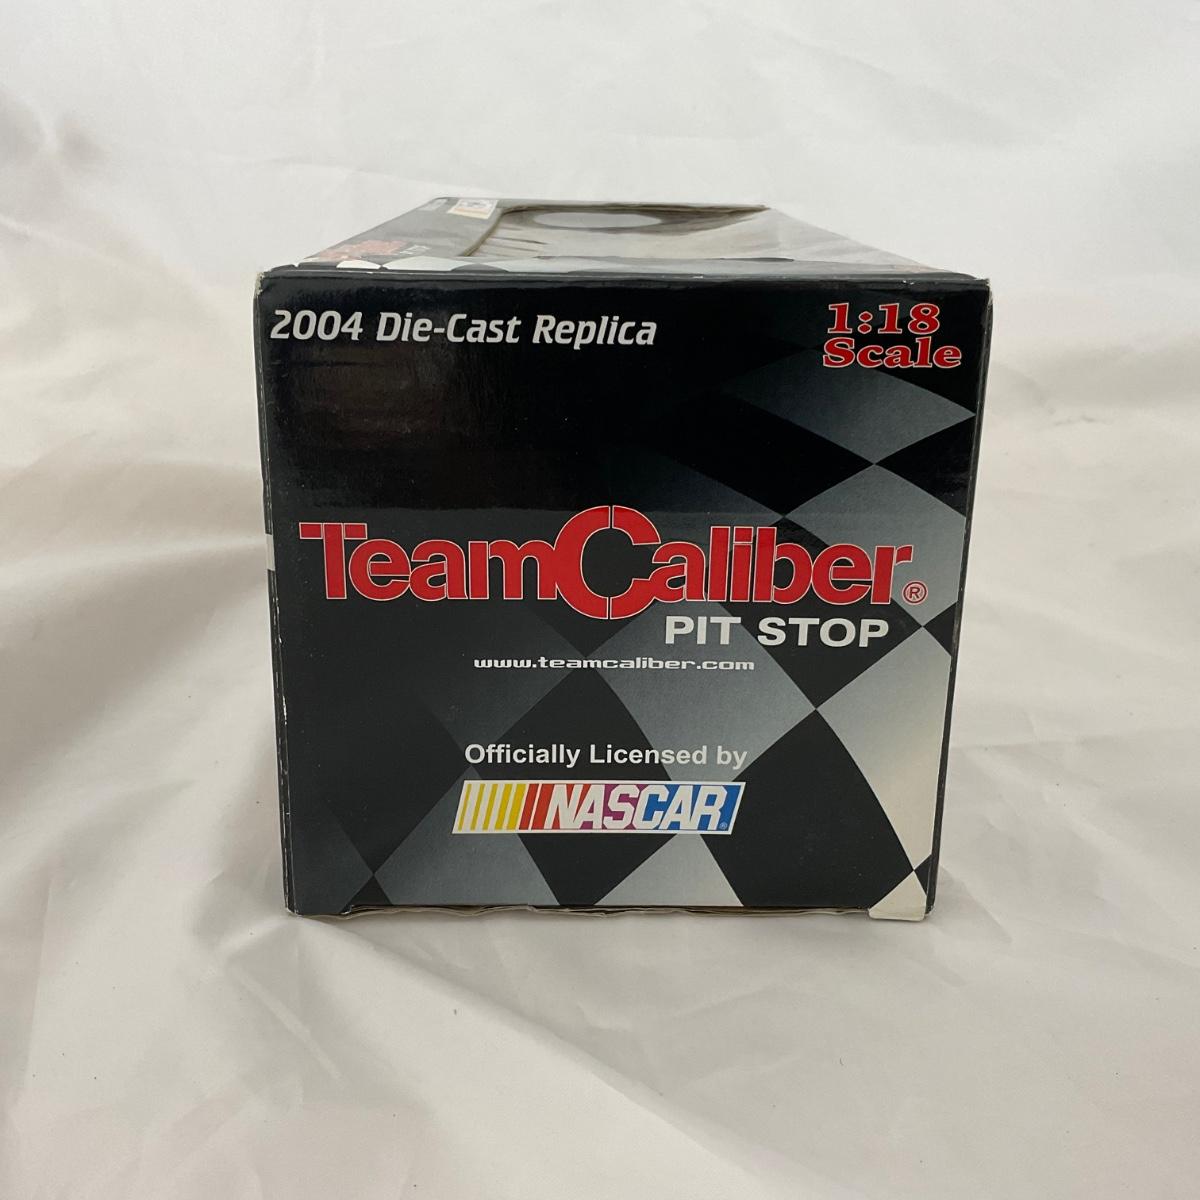 2004 Die-Cast Replica
1:18
Scale
TeamCaliber®
PIT STOP
www.teamcaliber.com
Officially Licensed by
NASCAR®